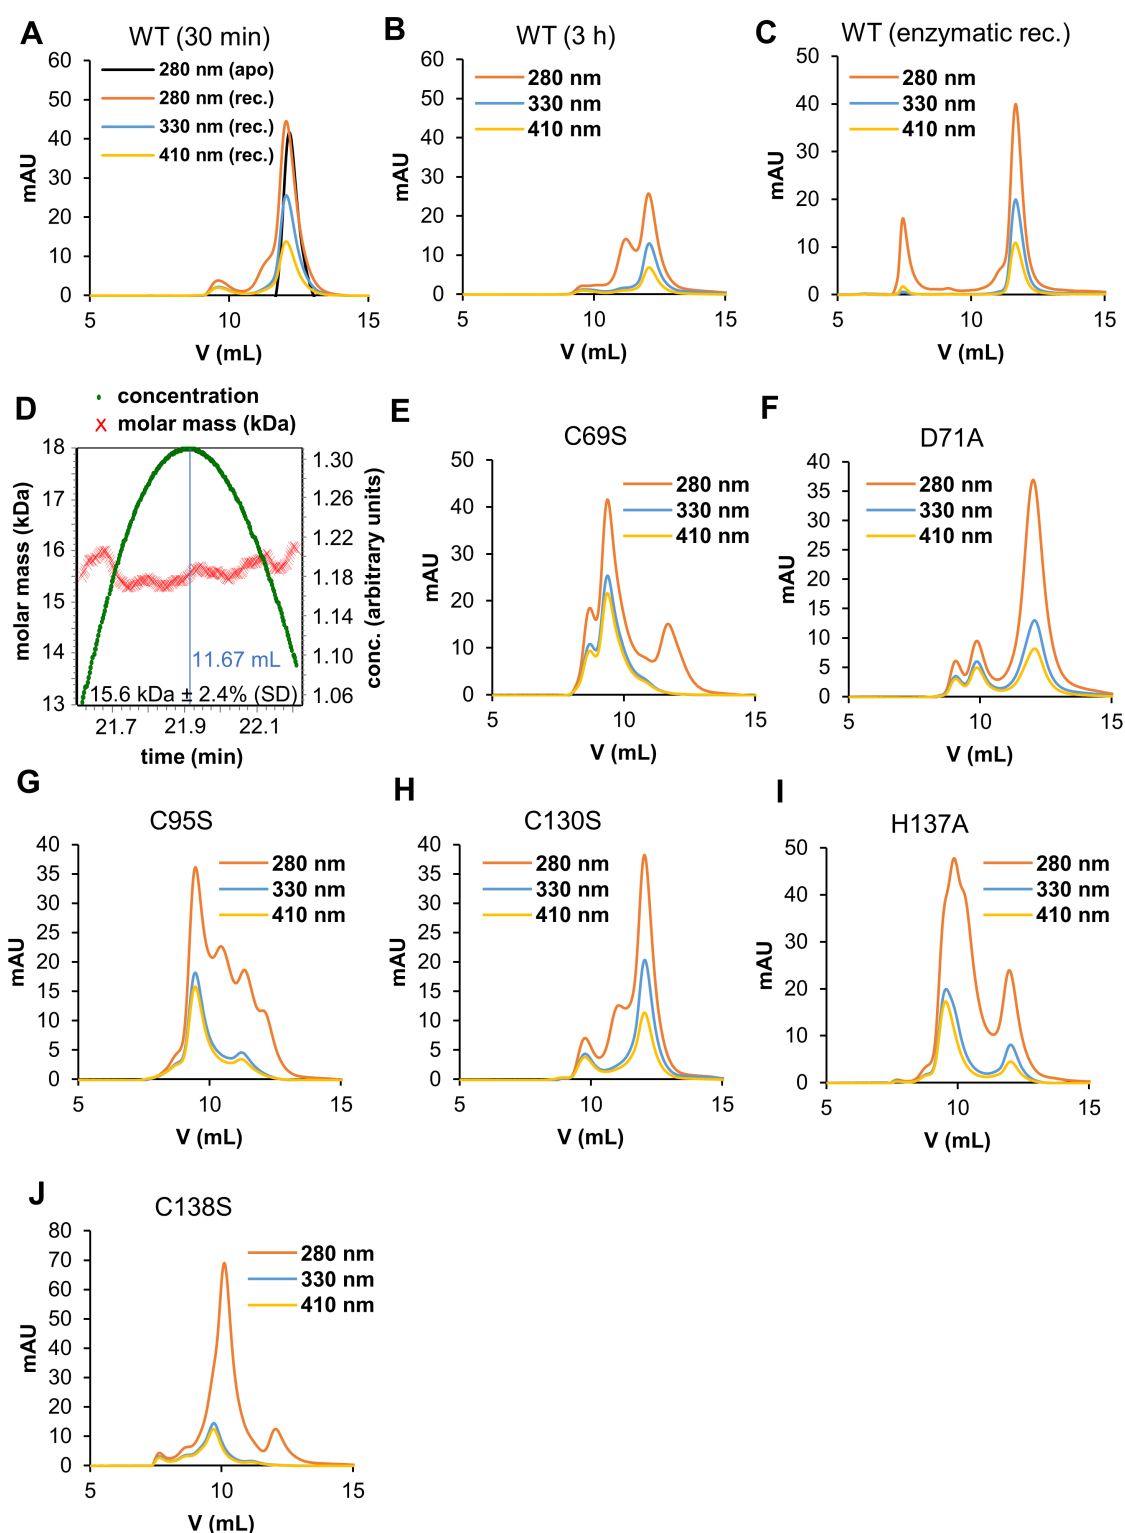 A
WT (30 min)
60
50
40
30
20
10
0
mAU
280 nm (apo)
280 nm (rec.)
330 nm (rec.)
410 nm (rec.)
5
10
15
V (mL)
B
WT (3 h)
60
50
40
30
20
10
0
mAU
280 nm
330 nm
410 nm
5
10
15
V (mL)
C
WT (enzymatic rec.)
50
40
30
20
10
0
mAU
280 nm
330 nm
410 nm
5
10
15
V (mL)
D
concentration
molar mass (kDa)
18
17
16
15
14
13
molar mass (kDa)
1.30
1.26
1.22
1.18
1.14
1.10
1.06
conc. (arbitrary units)
11.67 mL
15.6 kDa ± 2.4% (SD)
21.7
21.9
22.1
time (min)
E
C69S
50
40
30
20
10
0
mAU
280 nm
330 nm
410 nm
5
10
15
V (mL)
F
D71A
40
35
30
25
20
15
10
5
0
mAU
280 nm
330 nm
410 nm
5
10
15
V (mL)
G
C95S
40
35
30
25
20
15
10
5
0
mAU
280 nm
330 nm
410 nm
5
10
15
V (mL)
H
C130S
40
35
30
25
20
15
10
5
0
mAU
280 nm
330 nm
410 nm
5
10
15
V (mL)
I
H137A
50
40
30
20
10
0
mAU
280 nm
330 nm
410 nm
5
10
15
V (mL)
J
C138S
80
70
60
50
40
30
20
10
0
mAU
280 nm
330 nm
410 nm
5
10
15
V (mL)